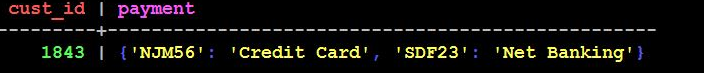 cust_id | payment
---------+-----------------------------------------------------
1843 | {'NJM56': 'Credit Card', 'SDF23': 'Net Banking'}